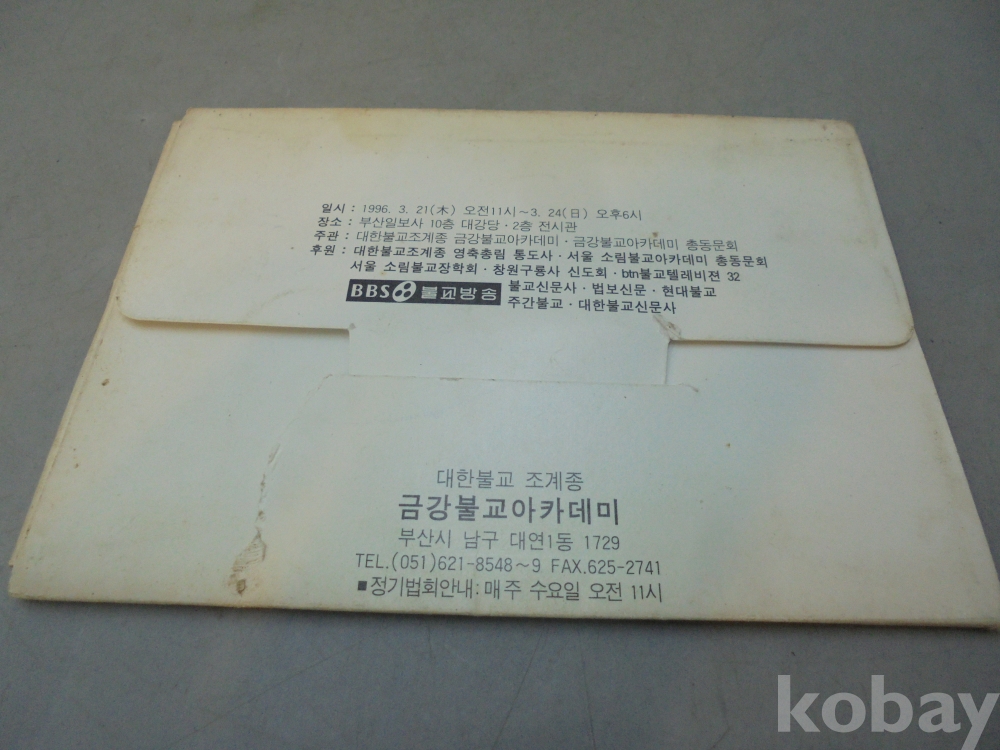 일시 : 1996. 3. 21(木) 오전11시~3. 24(日) 오후6시
장소 : 부산일보사 10층 대강당·2층 전시관
주관 : 대한불교조계종 금강불교아카데미·금강불교아카데미 총동문회
후원 : 대한불교조계종 영축총림 통도사·서울 소림불교아카데미 총동문회
서울 소림불교장학회·창원구룡사 신도회·btn불교텔레비젼 32
BBS 불교방송 불교신문사·법보신문·현대불교
주간불교·대한불교신문사
대한불교 조계종
금강불교아카데미
부산시 남구 대연1동 1729
TEL.(051)621-8548~9 FAX.625-2741
■정기법회안내:매주 수요일 오전 11시
kobay